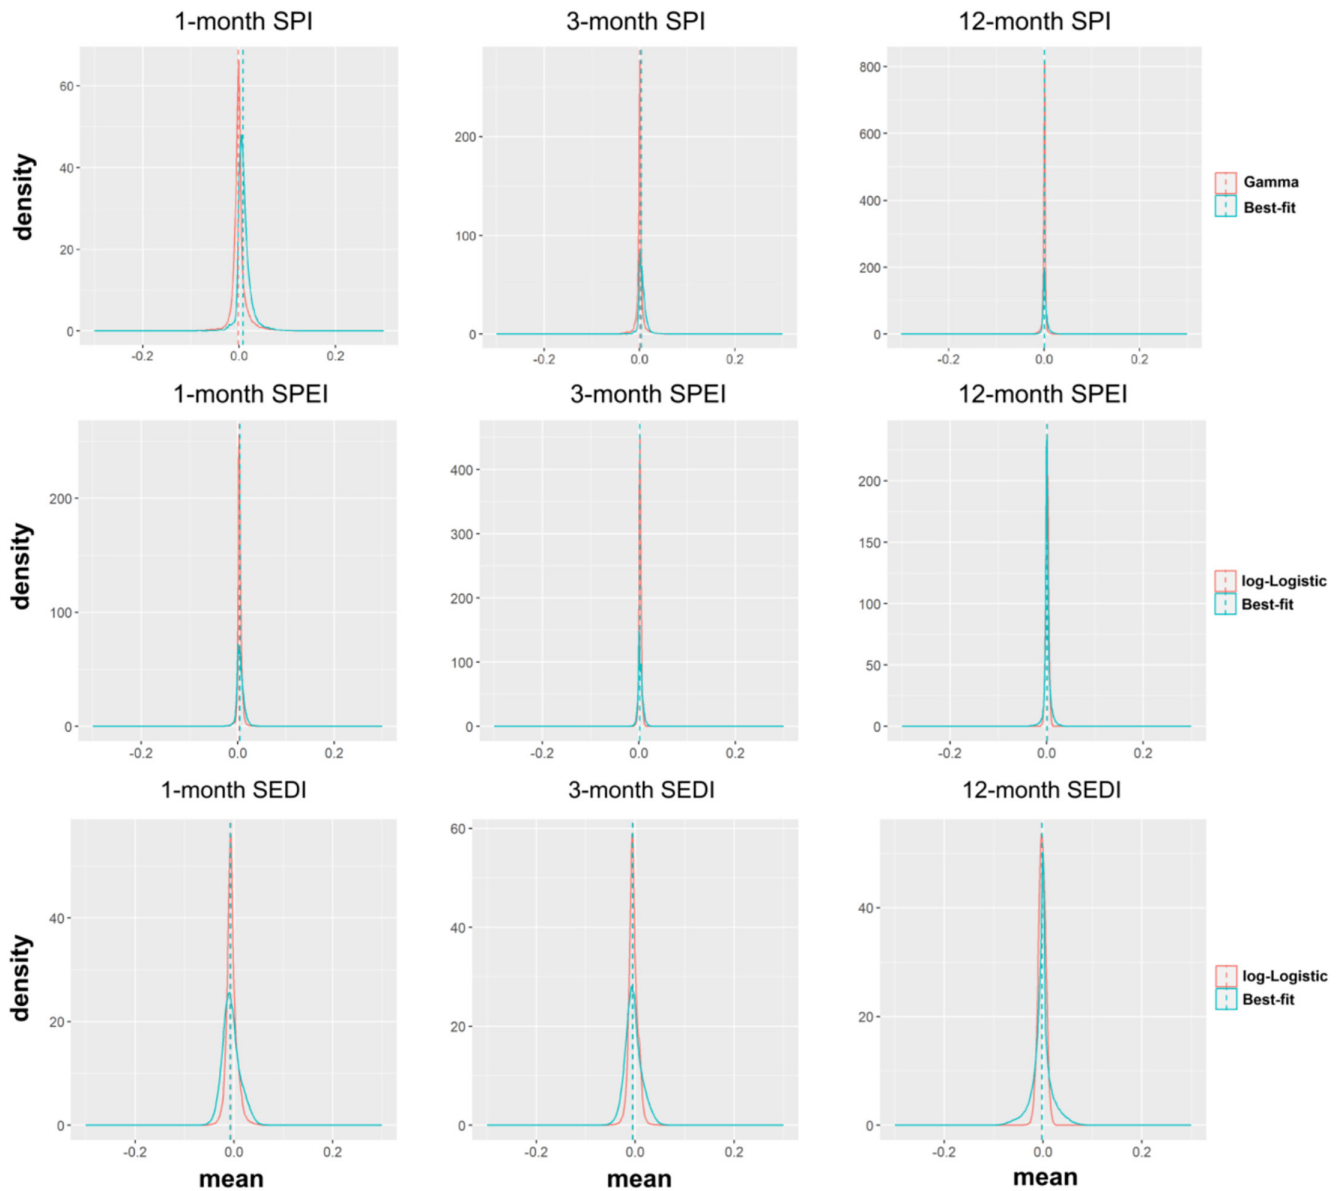 1-month SPI 3-month SPI 12-month SPI
density
60
40
20
0
-0.2 0.0 0.2
200
100
0
-0.2 0.0 0.2
800
600
400
200
0
-0.2 0.0 0.2
Gamma
Best-fit
1-month SPEI 3-month SPEI 12-month SPEI
density
200
100
0
-0.2 0.0 0.2
400
300
200
100
0
-0.2 0.0 0.2
200
150
100
50
0
-0.2 0.0 0.2
log-Logistic
Best-fit
1-month SEDI 3-month SEDI 12-month SEDI
density
40
20
0
-0.2 0.0 0.2
mean
60
40
20
0
-0.2 0.0 0.2
mean
40
20
0
-0.2 0.0 0.2
mean
log-Logistic
Best-fit